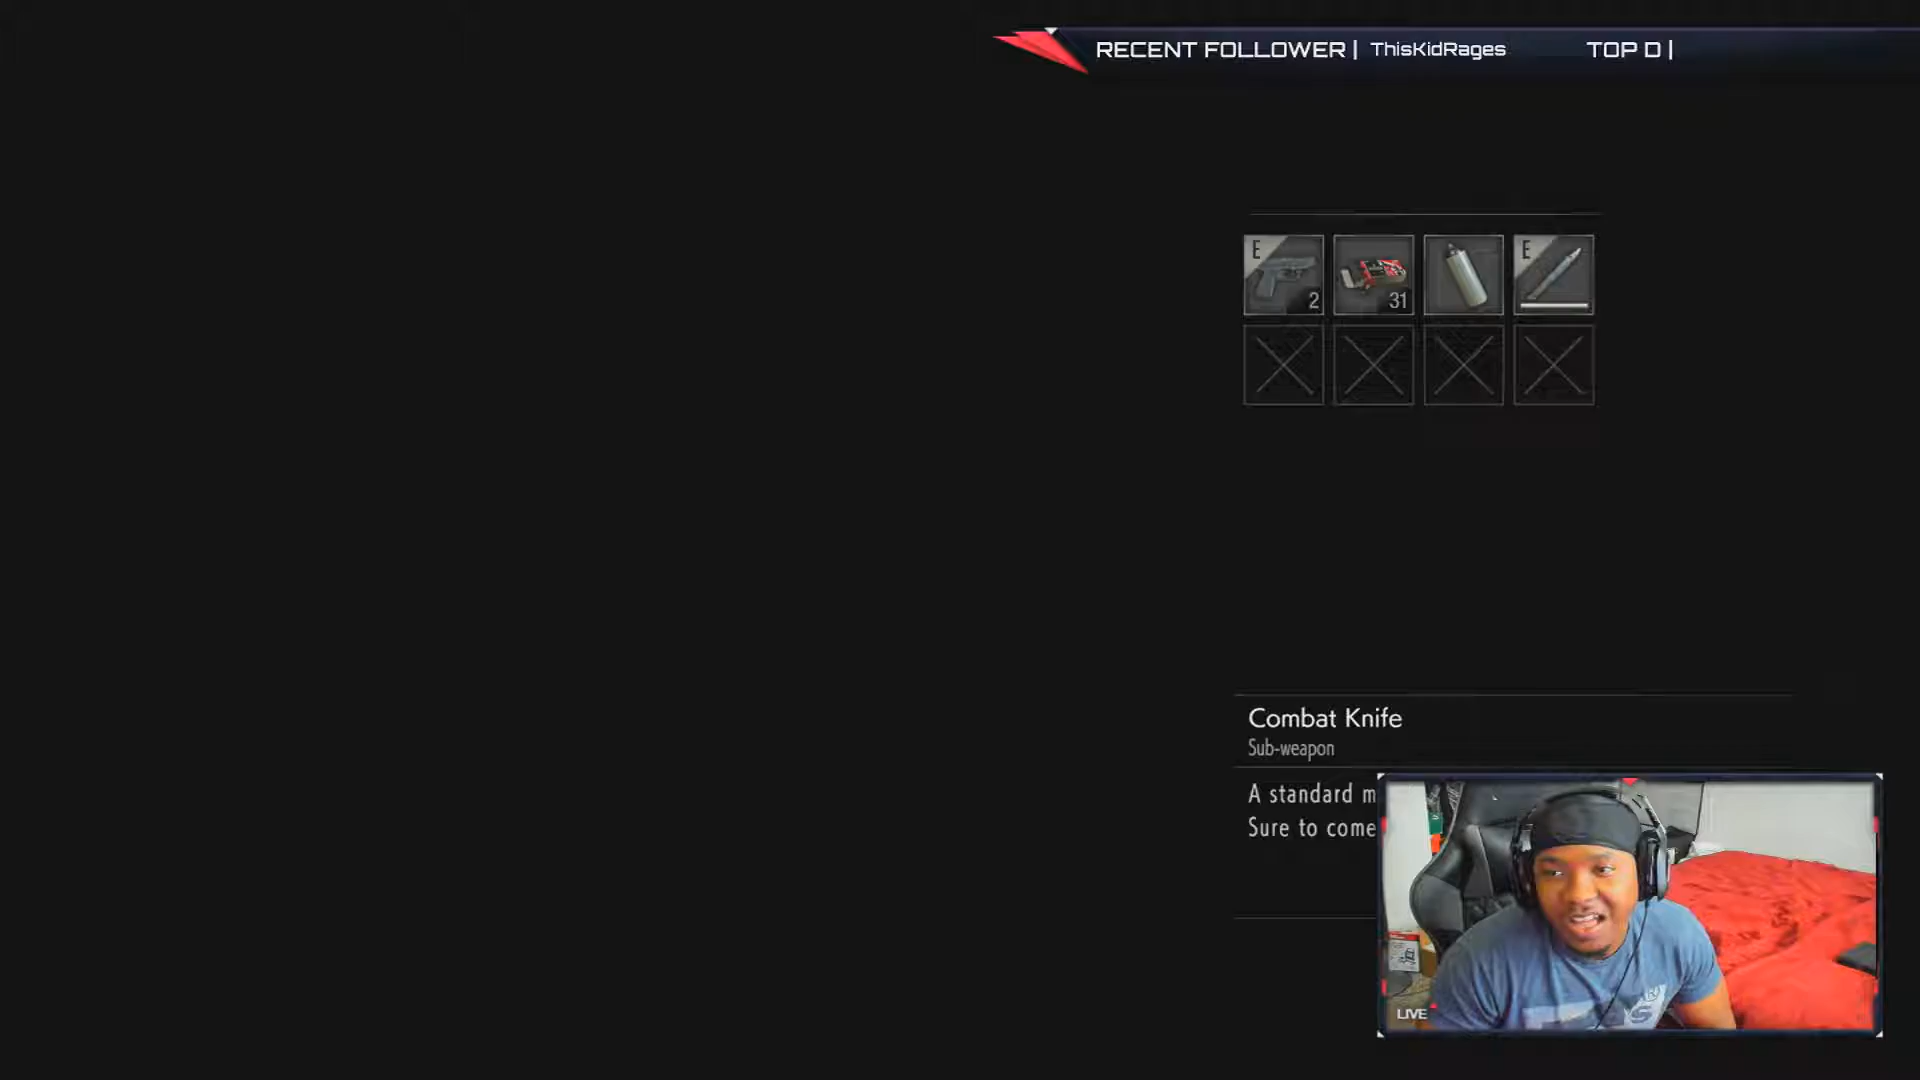 RECENT FOLLOWER | ThisKidRages TOP D |
E
2
31
E
Combat Knife
Sub-weapon
A standard m
Sure to come
LIVE